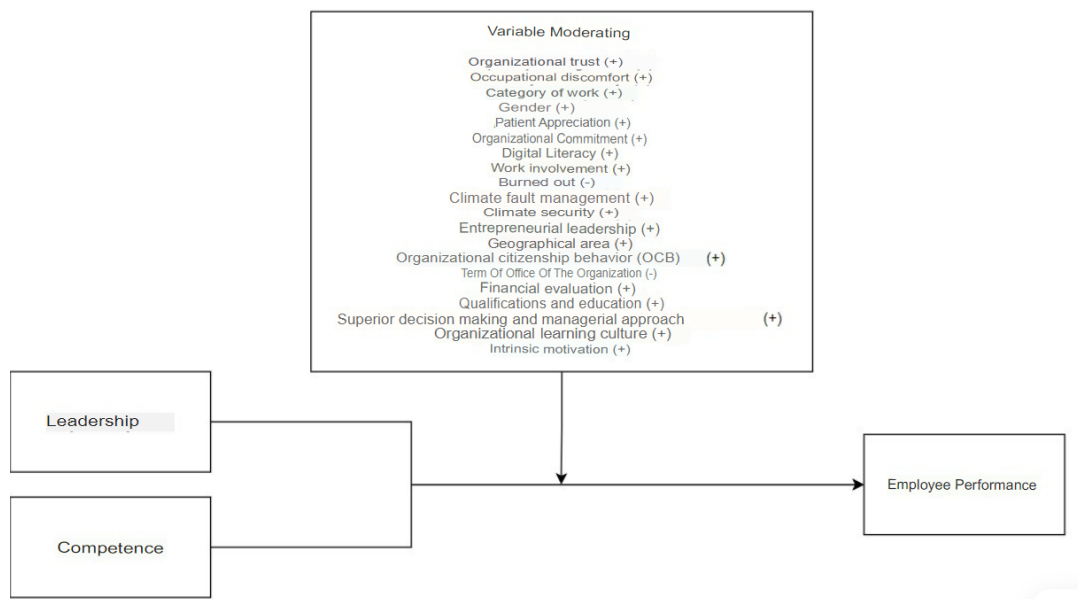 Variable Moderating
Organizational trust (+)
Occupational discomfort (+)
Category of work (+)
Gender (+)
Patient Appreciation (+)
Organizational Commitment (+)
Digital Literacy (+)
Work involvement (+)
Burned out (-)
Climate fault management (+)
Climate security (+)
Entrepreneurial leadership (+)
Geographical area (+)
Organizational citizenship behavior (OCB) (+)
Term Of Office Of The Organization (-)
Financial evaluation (+)
Qualifications and education (+)
Superior decision making and managerial approach (+)
Organizational learning culture (+)
Intrinsic motivation (+)
Leadership
Employee Performance
Competence